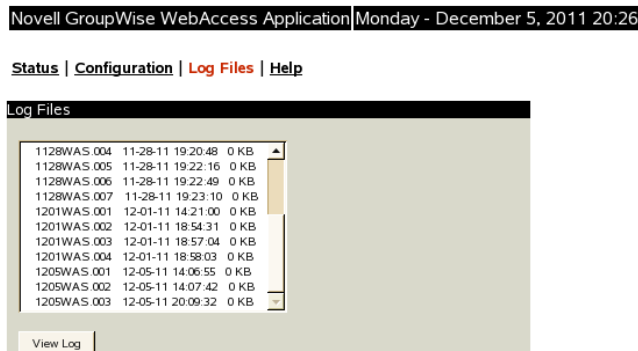 Novell GroupWise WebAccess Application Monday - December 5, 2011 20:26
Status | Configuration | Log Files | Help
Log Files
1128WAS.004 11-28-11 19:20:48 0 KB
1128WAS.005 11-28-11 19:22:16 0 KB
1128WAS.006 11-28-11 19:22:49 0 KB
1128WAS.007 11-28-11 19:23:10 0 KB
1201WAS.001 12-01-11 14:21:00 0 KB
1201WAS.002 12-01-11 18:54:31 0 KB
1201WAS.003 12-01-11 18:57:04 0 KB
1201WAS.004 12-01-11 18:58:03 0 KB
1205WAS.001 12-05-11 14:06:55 0 KB
1205WAS.002 12-05-11 14:07:42 0 KB
1205WAS.003 12-05-11 20:09:32 0 KB
View Log